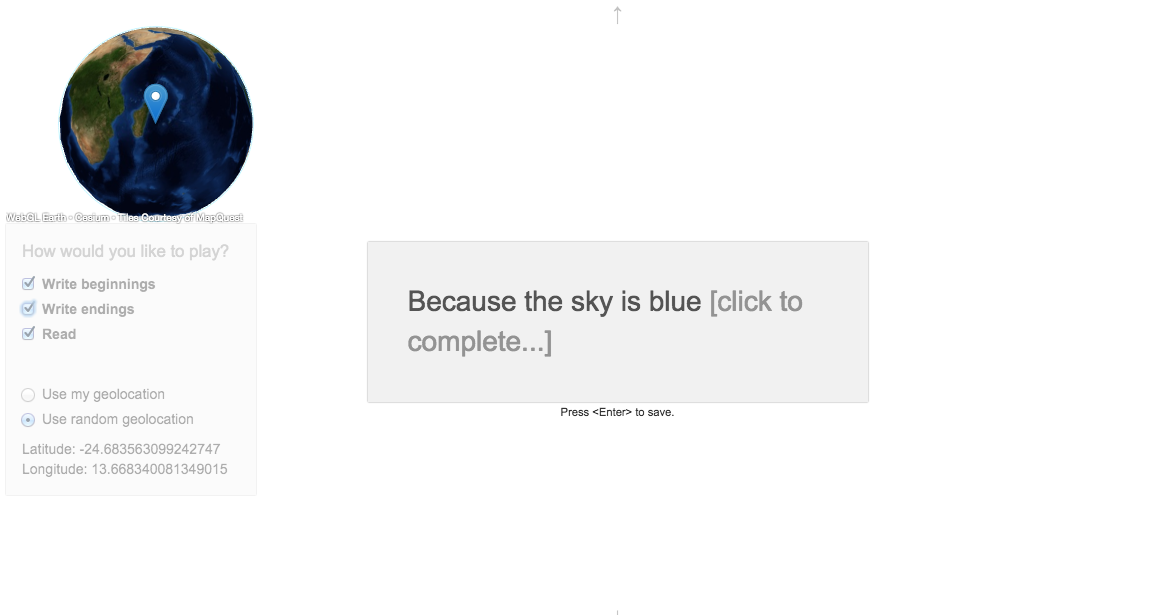 WebGL Earth • Cesium • Tiles Courtesy of MapQuest
How would you like to play?
Write beginnings
Write endings
Read
Use my geolocation
Use random geolocation
Latitude: -24.683563099242747
Longitude: 13.668340081349015
Because the sky is blue [click to
complete...]
Press <Enter> to save.